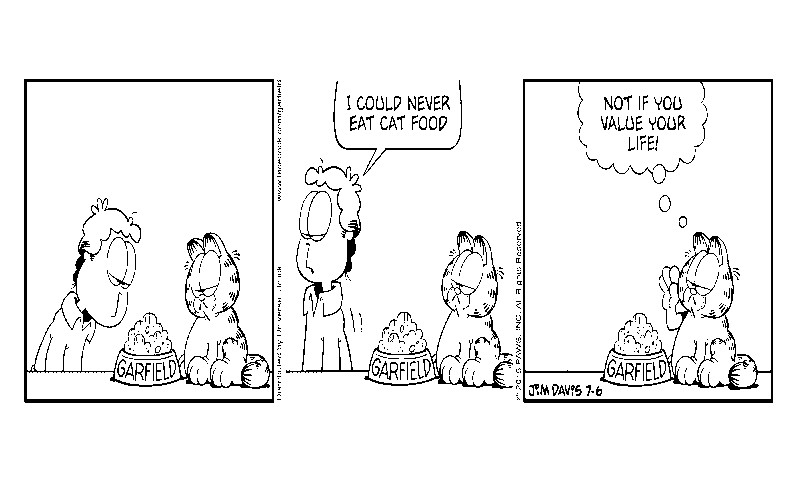 I COULD NEVER
EAT CAT FOOD
NOT IF YOU
VALUE YOUR
LIFE!
GARFIELD
GARFIELD
GARFIELD
JIM DAVIS 7-6